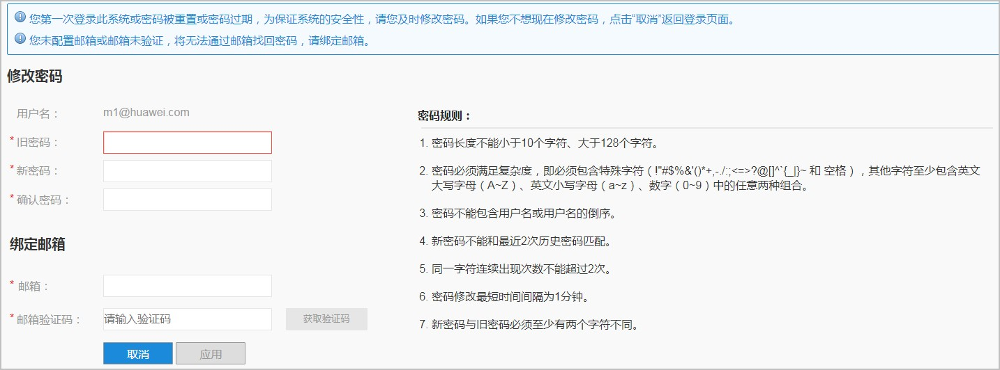 您第一次登录此系统或密码被重置或密码过期，为保证系统的安全性，请您及时修改密码。如果您不想现在修改密码，点击“取消”返回登录页面。
您未配置邮箱或邮箱未验证，将无法通过邮箱找回密码，请绑定邮箱。
修改密码
用户名： m1@huawei.com
* 旧密码：
* 新密码：
* 确认密码：
绑定邮箱
* 邮箱：
* 邮箱验证码： 请输入验证码 获取验证码
取消 应用
密码规则：
1. 密码长度不能小于10个字符、大于128个字符。
2. 密码必须满足复杂度，即必须包含特殊字符（!"#$%&'()*+,-./:;<=>?@[]^`{_|}~ 和 空格），其他字符至少包含英文
大写字母（A~Z）、英文小写字母（a~z）、数字（0~9）中的任意两种组合。
3. 密码不能包含用户名或用户名的倒序。
4. 新密码不能和最近2次历史密码匹配。
5. 同一字符连续出现次数不能超过2次。
6. 密码修改最短时间间隔为1分钟。
7. 新密码与旧密码必须至少有两个字符不同。